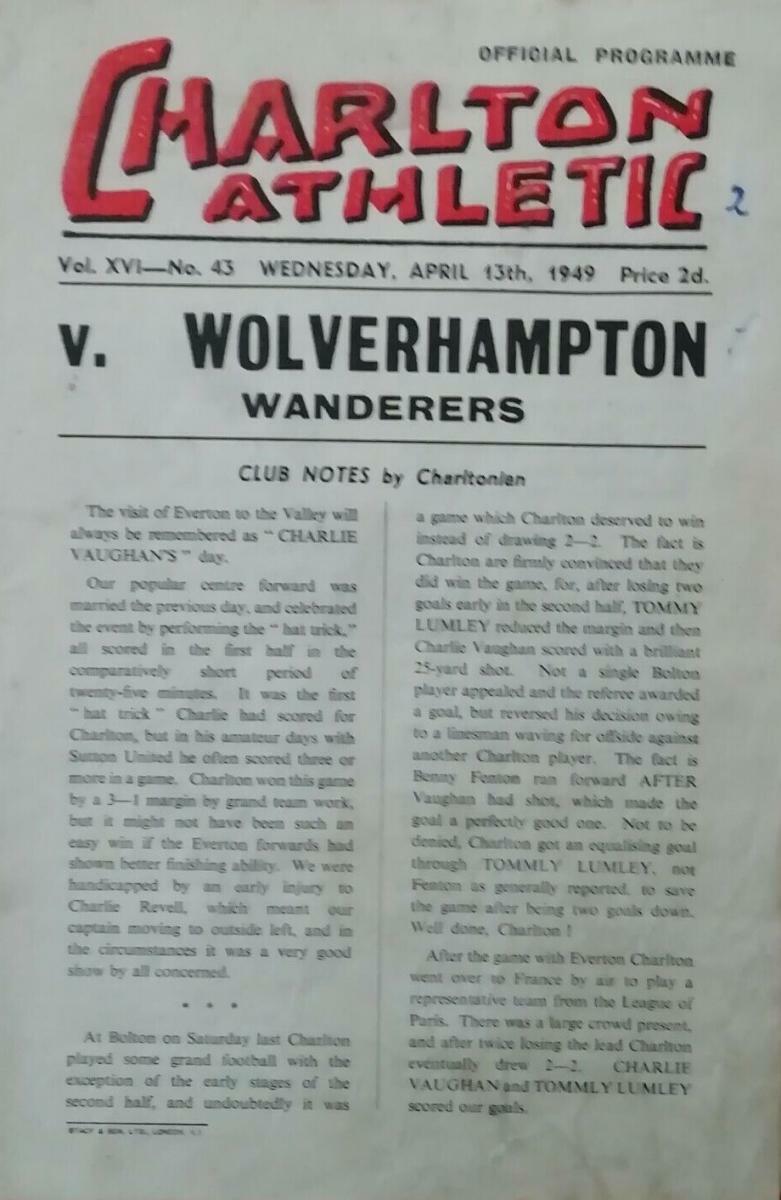 OFFICIAL PROGRAMME
CHARLTON
ATHLETIC
2
Vol. XVI—No. 43 WEDNESDAY, APRIL 13th, 1949 Price 2d.
v. WOLVERHAMPTON
WANDERERS
CLUB NOTES by Charltonian
The visit of Everton to the Valley will
always be remembered as " CHARLIE
VAUGHAN'S " day.
Our popular centre forward was
married the previous day, and celebrated
the event by performing the " hat trick,"
all scored in the first half in the
comparatively short period of
twenty-five minutes. It was the first
" hat trick " Charlie had scored for
Charlton, but in his amateur days with
Sutton United he often scored three or
more in a game. Charlton won this game
by a 3—1 margin by grand team work,
but it might not have been such an
easy win if the Everton forwards had
shown better finishing ability. We were
handicapped by an early injury to
Charlie Revell, which meant our
captain moving to outside left, and in
the circumstances it was a very good
show by all concerned.
* * *
At Bolton on Saturday last Charlton
played some grand football with the
exception of the early stages of the
second half, and undoubtedly it was
STACY & SON, LTD., LONDON,
a game which Charlton deserved to win
instead of drawing 2—2. The fact is
Charlton are firmly convinced that they
did win the game, for, after losing two
goals early in the second half, TOMMY
LUMLEY reduced the margin and then
Charlie Vaughan scored with a brilliant
25-yard shot. Not a single Bolton
player appealed and the referee awarded
a goal, but reversed his decision owing
to a linesman waving for offside against
another Charlton player. The fact is
Benny Fenton ran forward AFTER
Vaughan had shot, which made the
goal a perfectly good one. Not to be
denied, Charlton got an equalising goal
through TOMMLY LUMLEY, not
Fenton as generally reported, to save
the game after being two goals down.
Well done, Charlton !
After the game with Everton Charlton
went over to France by air to play a
representative team from the League of
Paris. There was a large crowd present,
and after twice losing the lead Charlton
eventually drew 2—2. CHARLIE
VAUGHAN and TOMMLY LUMLEY
scored our goals.